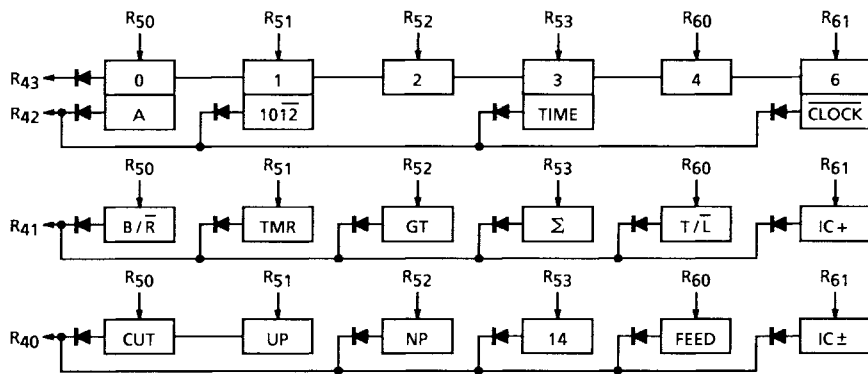 R50 R51 R52 R53 R60 R61
R43 0 1 2 3 4 6
R42 A 101̅2̅ TIME C̅L̅O̅C̅K̅
R50 R51 R52 R53 R60 R61
R41 B/R̅ TMR GT Σ T/L̅ IC+
R50 R51 R52 R53 R60 R61
R40 CUT UP NP 14 FEED IC±